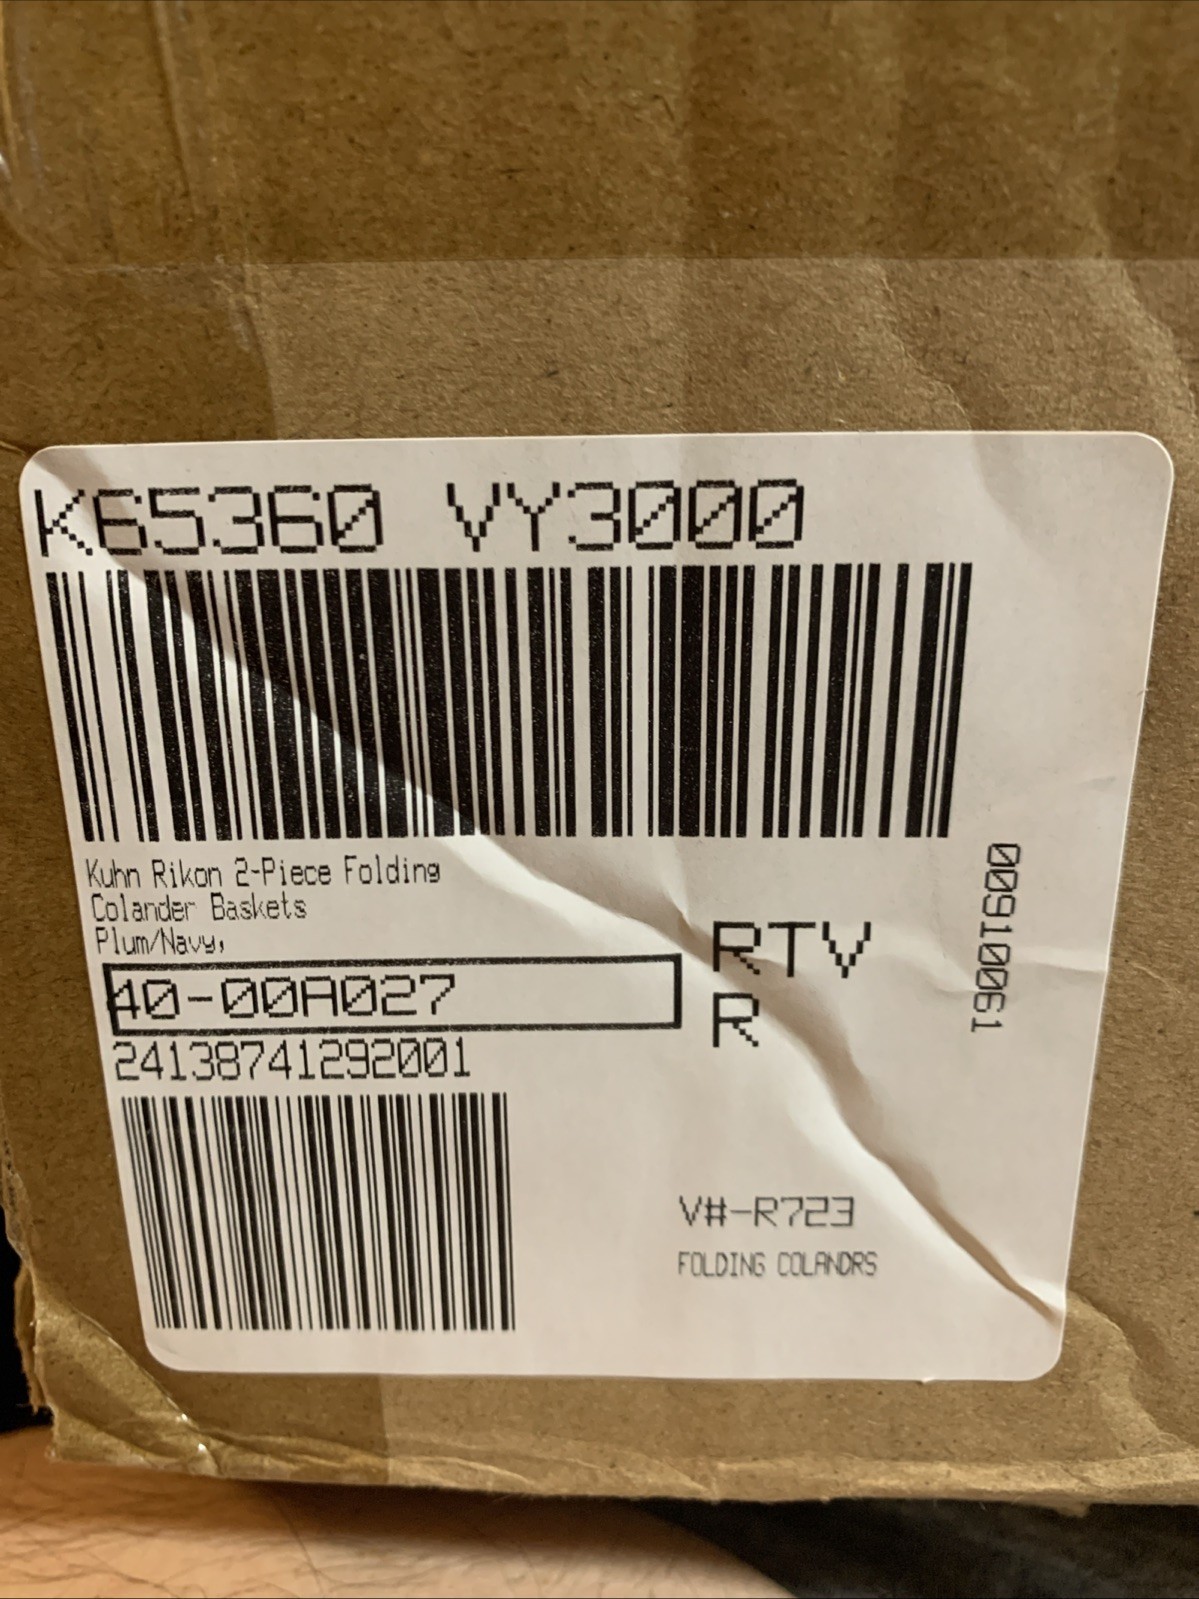 K65360 VY3000
Kuhn Rikon 2-Piece Folding
Colander Baskets
Plum/Navy,
40-00A027
24138741292001
RTV
R
00910061
V#-R723
FOLDING COLANDRS